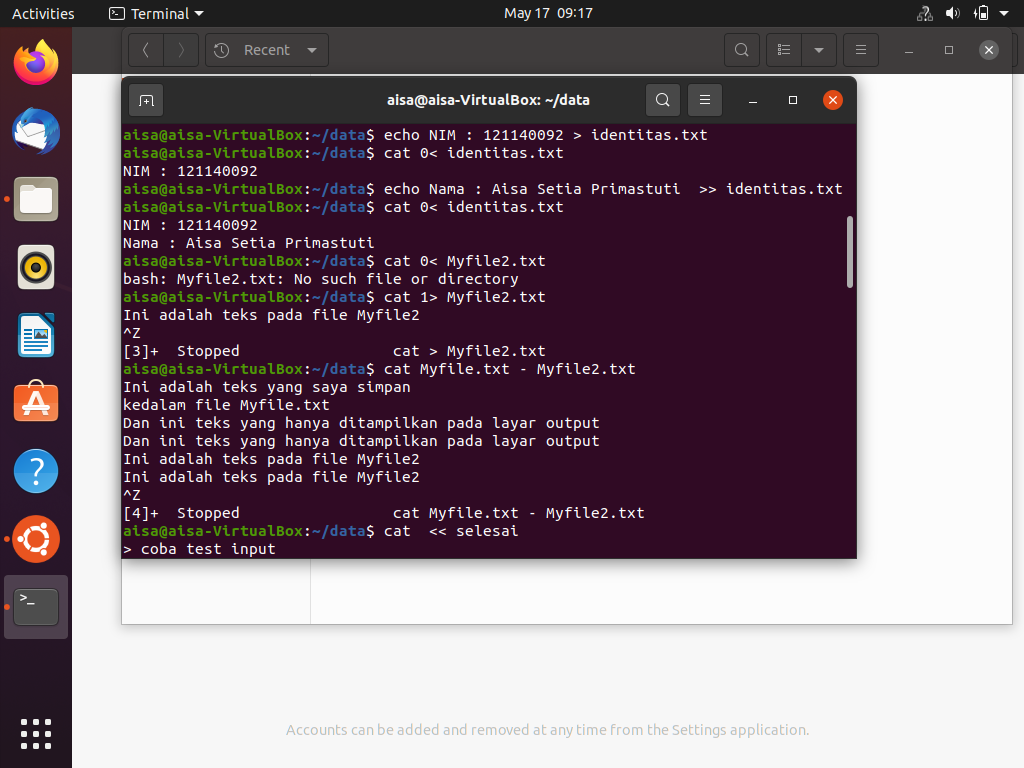 Activities
Terminal
May 17 09:17
Recent
aisa@aisa-VirtualBox: ~/data
aisa@aisa-VirtualBox:~/data$ echo NIM : 121140092 > identitas.txt
aisa@aisa-VirtualBox:~/data$ cat 0< identitas.txt
NIM : 121140092
aisa@aisa-VirtualBox:~/data$ echo Nama : Aisa Setia Primastuti  >> identitas.txt
aisa@aisa-VirtualBox:~/data$ cat 0< identitas.txt
NIM : 121140092
Nama : Aisa Setia Primastuti
aisa@aisa-VirtualBox:~/data$ cat 0< Myfile2.txt
bash: Myfile2.txt: No such file or directory
aisa@aisa-VirtualBox:~/data$ cat 1> Myfile2.txt
Ini adalah teks pada file Myfile2
^Z
[3]+  Stopped                 cat > Myfile2.txt
aisa@aisa-VirtualBox:~/data$ cat Myfile.txt - Myfile2.txt
Ini adalah teks yang saya simpan
kedalam file Myfile.txt
Dan ini teks yang hanya ditampilkan pada layar output
Dan ini teks yang hanya ditampilkan pada layar output
Ini adalah teks pada file Myfile2
Ini adalah teks pada file Myfile2
^Z
[4]+  Stopped                 cat Myfile.txt - Myfile2.txt
aisa@aisa-VirtualBox:~/data$ cat  << selesai
> coba test input
Accounts can be added and removed at any time from the Settings application.